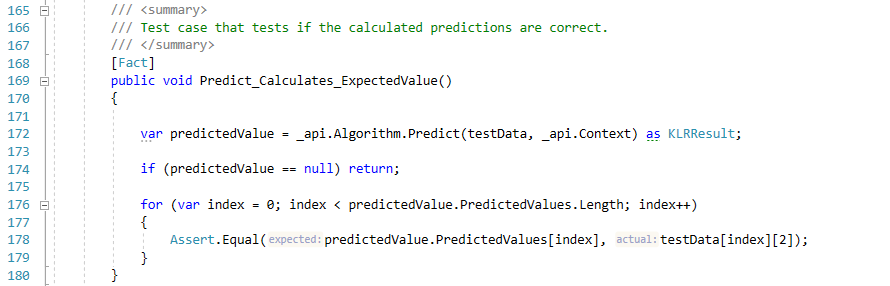 165 /// <summary>
166 /// Test case that tests if the calculated predictions are correct.
167 /// </summary>
168 [Fact]
169 public void Predict_Calculates_ExpectedValue()
170 {
171
172 var predictedValue = _api.Algorithm.Predict(testData, _api.Context) as KLRResult;
173
174 if (predictedValue == null) return;
175
176 for (var index = 0; index < predictedValue.PredictedValues.Length; index++)
177 {
178 Assert.Equal(expected: predictedValue.PredictedValues[index], actual: testData[index][2]);
179 }
180 }